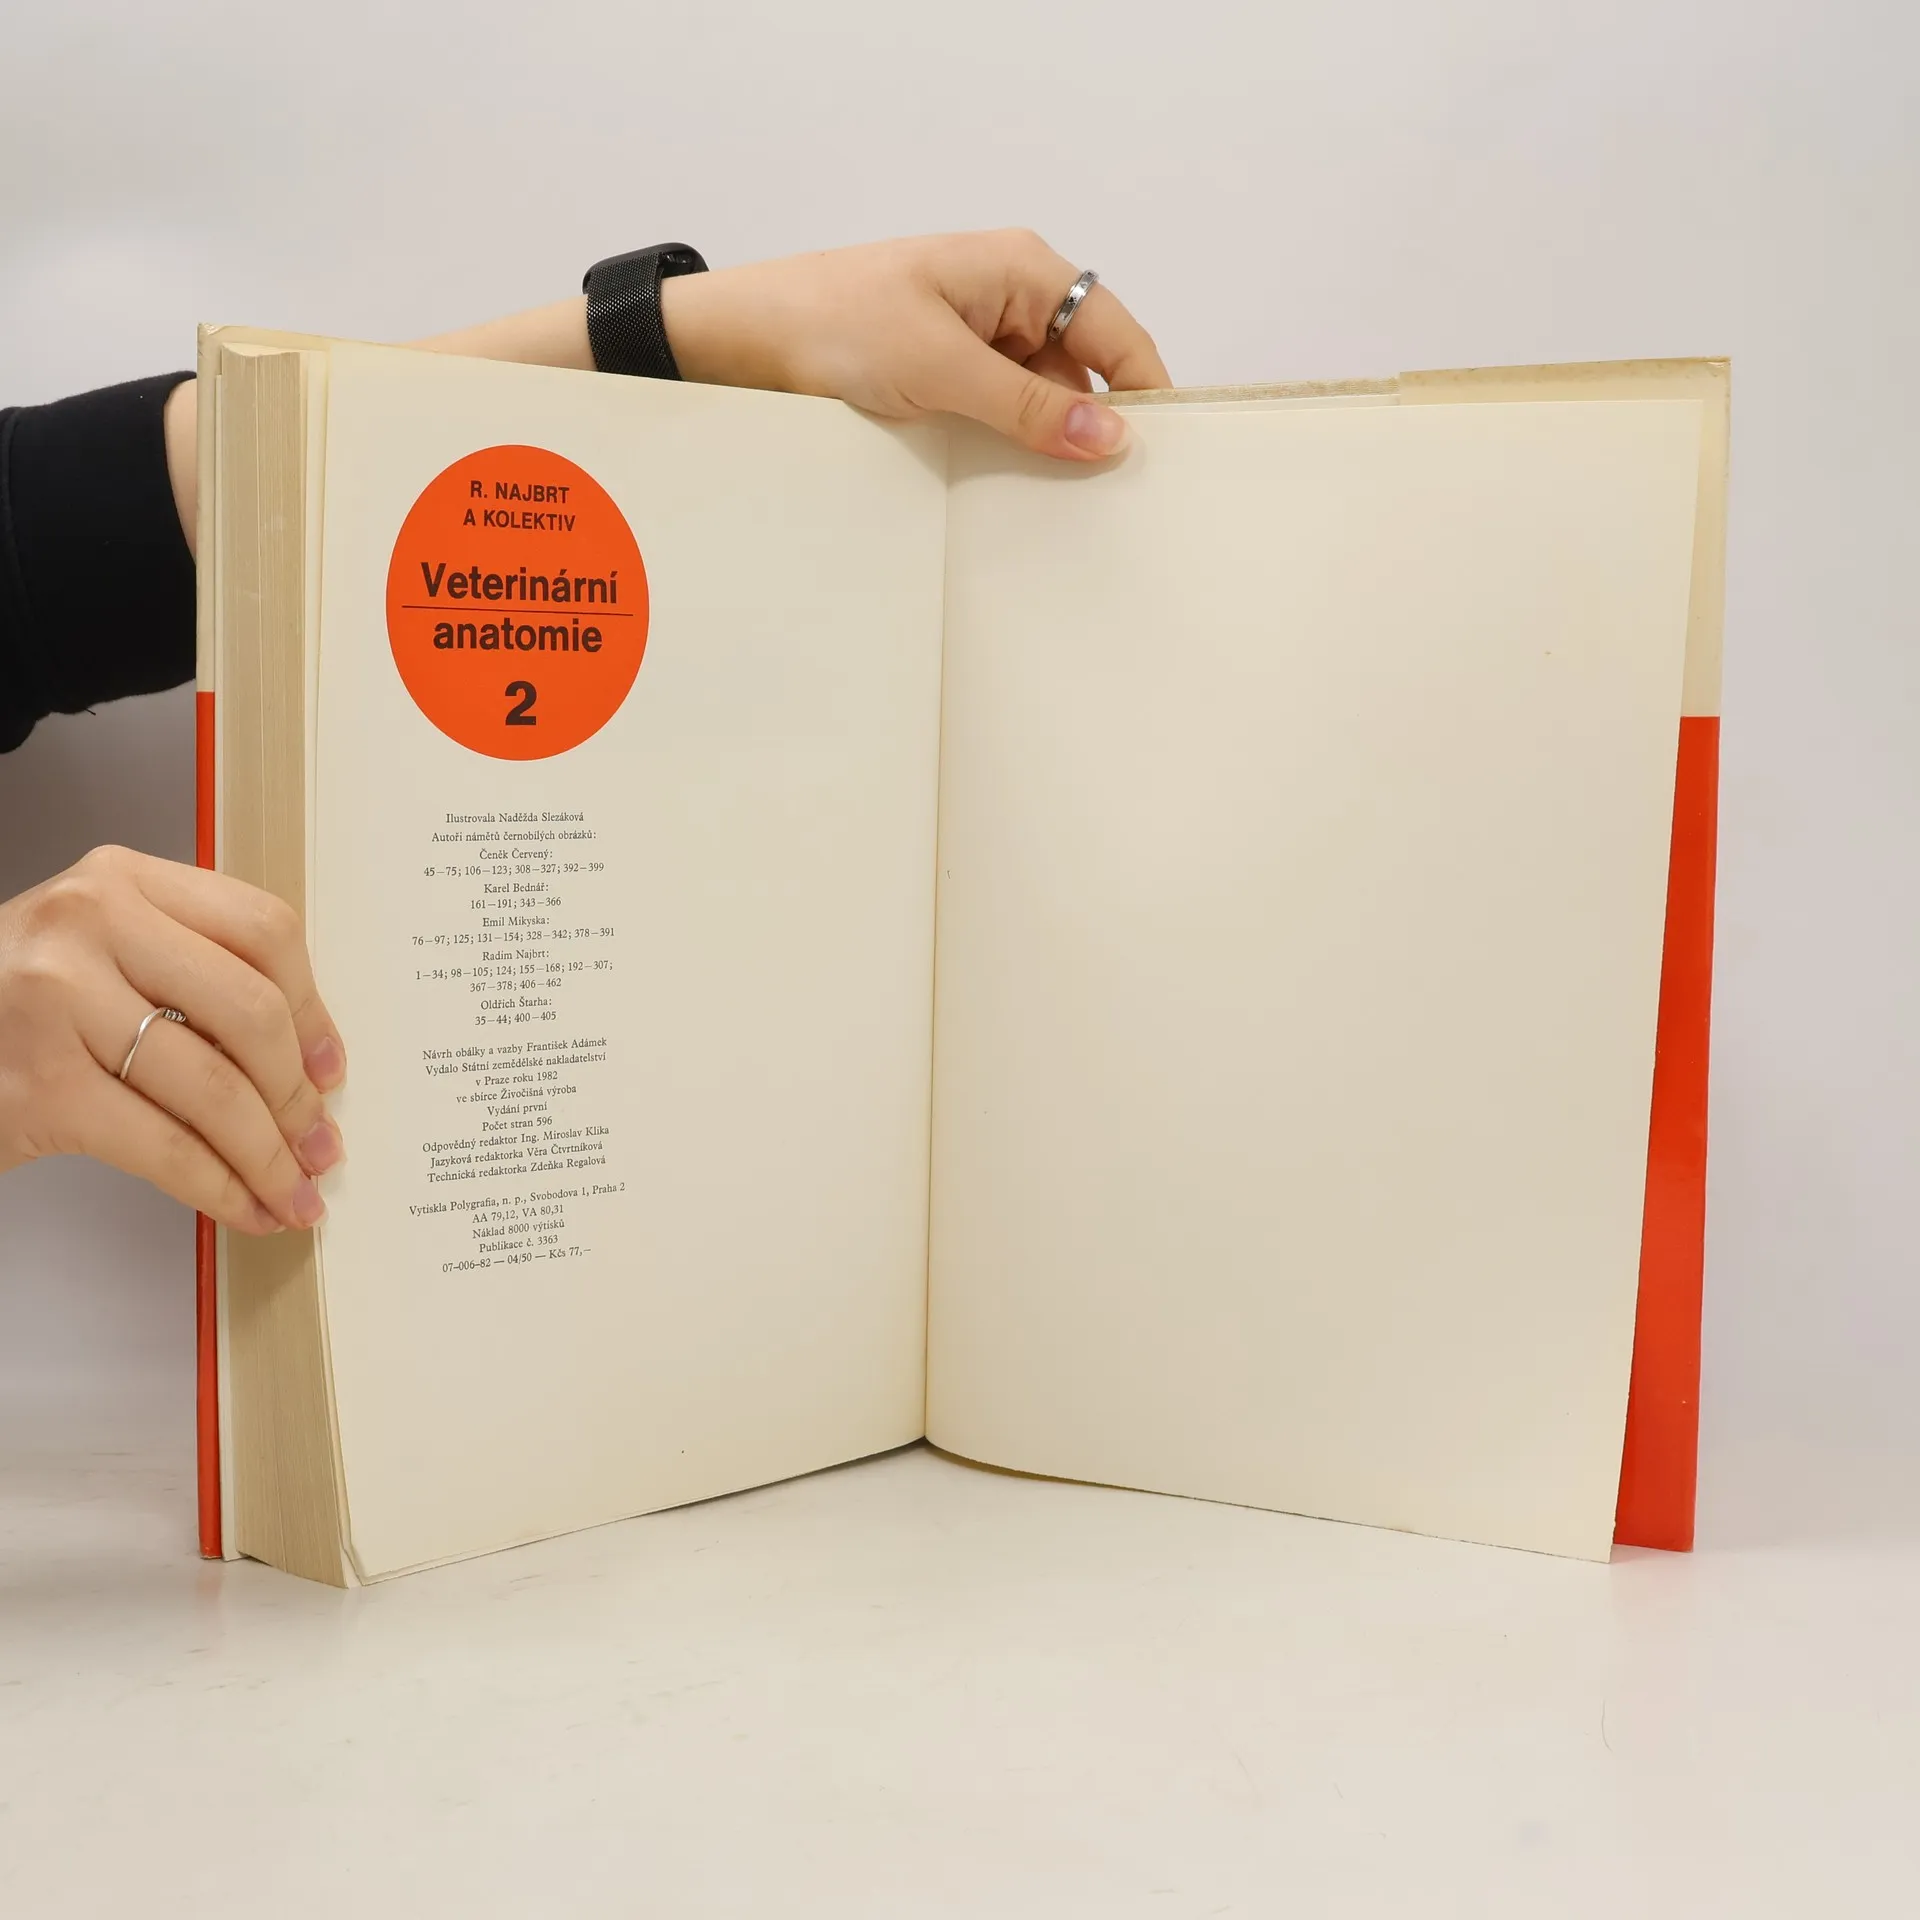 R. NAJBRT
A KOLEKTIV
Veterinární
anatomie
2
Ilustrovala Naděžda Slezáková
Autoři námětů černobílých obrázků:
Čeněk Červený:
45–75; 106–123; 308–327; 392–399
Karel Bednář:
161–191; 343–366
Emil Mikyska:
76–97; 125; 131–154; 328–342; 378–391
Radim Najbrt:
1–34; 98–105; 124; 155–168; 192–307;
367–378; 406–462
Oldřich Štarha:
35–44; 400–405
Návrh obálky a vazby František Adámek
Vydalo Státní zemědělské nakladatelství
v Praze roku 1982
ve sbírce Živočišná výroba
Vydání první
Počet stran 596
Odpovědný redaktor Ing. Miroslav Klika
Jazyková redaktorka Věra Čtvrtníková
Technická redaktorka Zdeňka Regalová
Vytiskla Polygrafia, n. p., Svobodova 1, Praha 2
AA 79,12, VA 80,31
Náklad 8000 výtisků
Publikace č. 3363
07–006–82 — 04/50 — Kčs 77,–